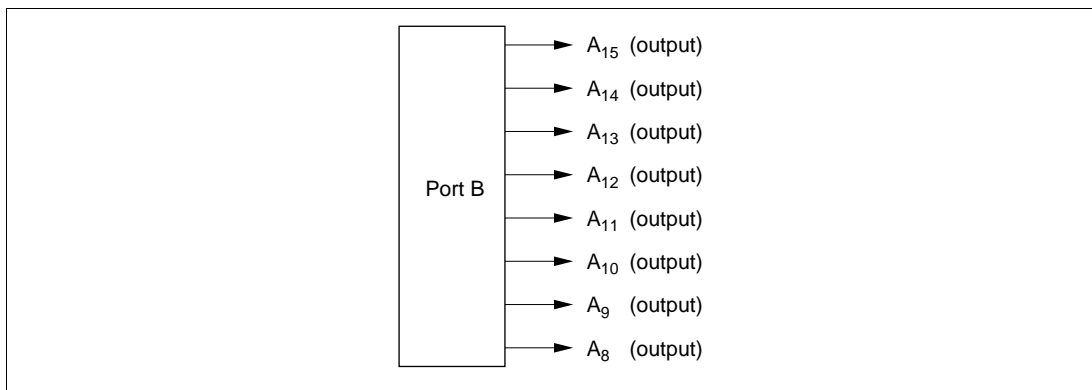 A15 (output)
A14 (output)
A13 (output)
A12 (output)
Port B
A11 (output)
A10 (output)
A9 (output)
A8 (output)